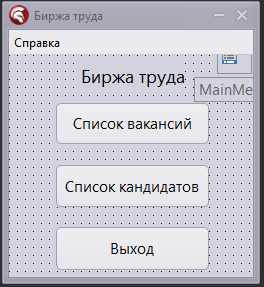 Биржа труда
Справка
Биржа труда
MainMe
Список вакансий
Список кандидатов
Выход